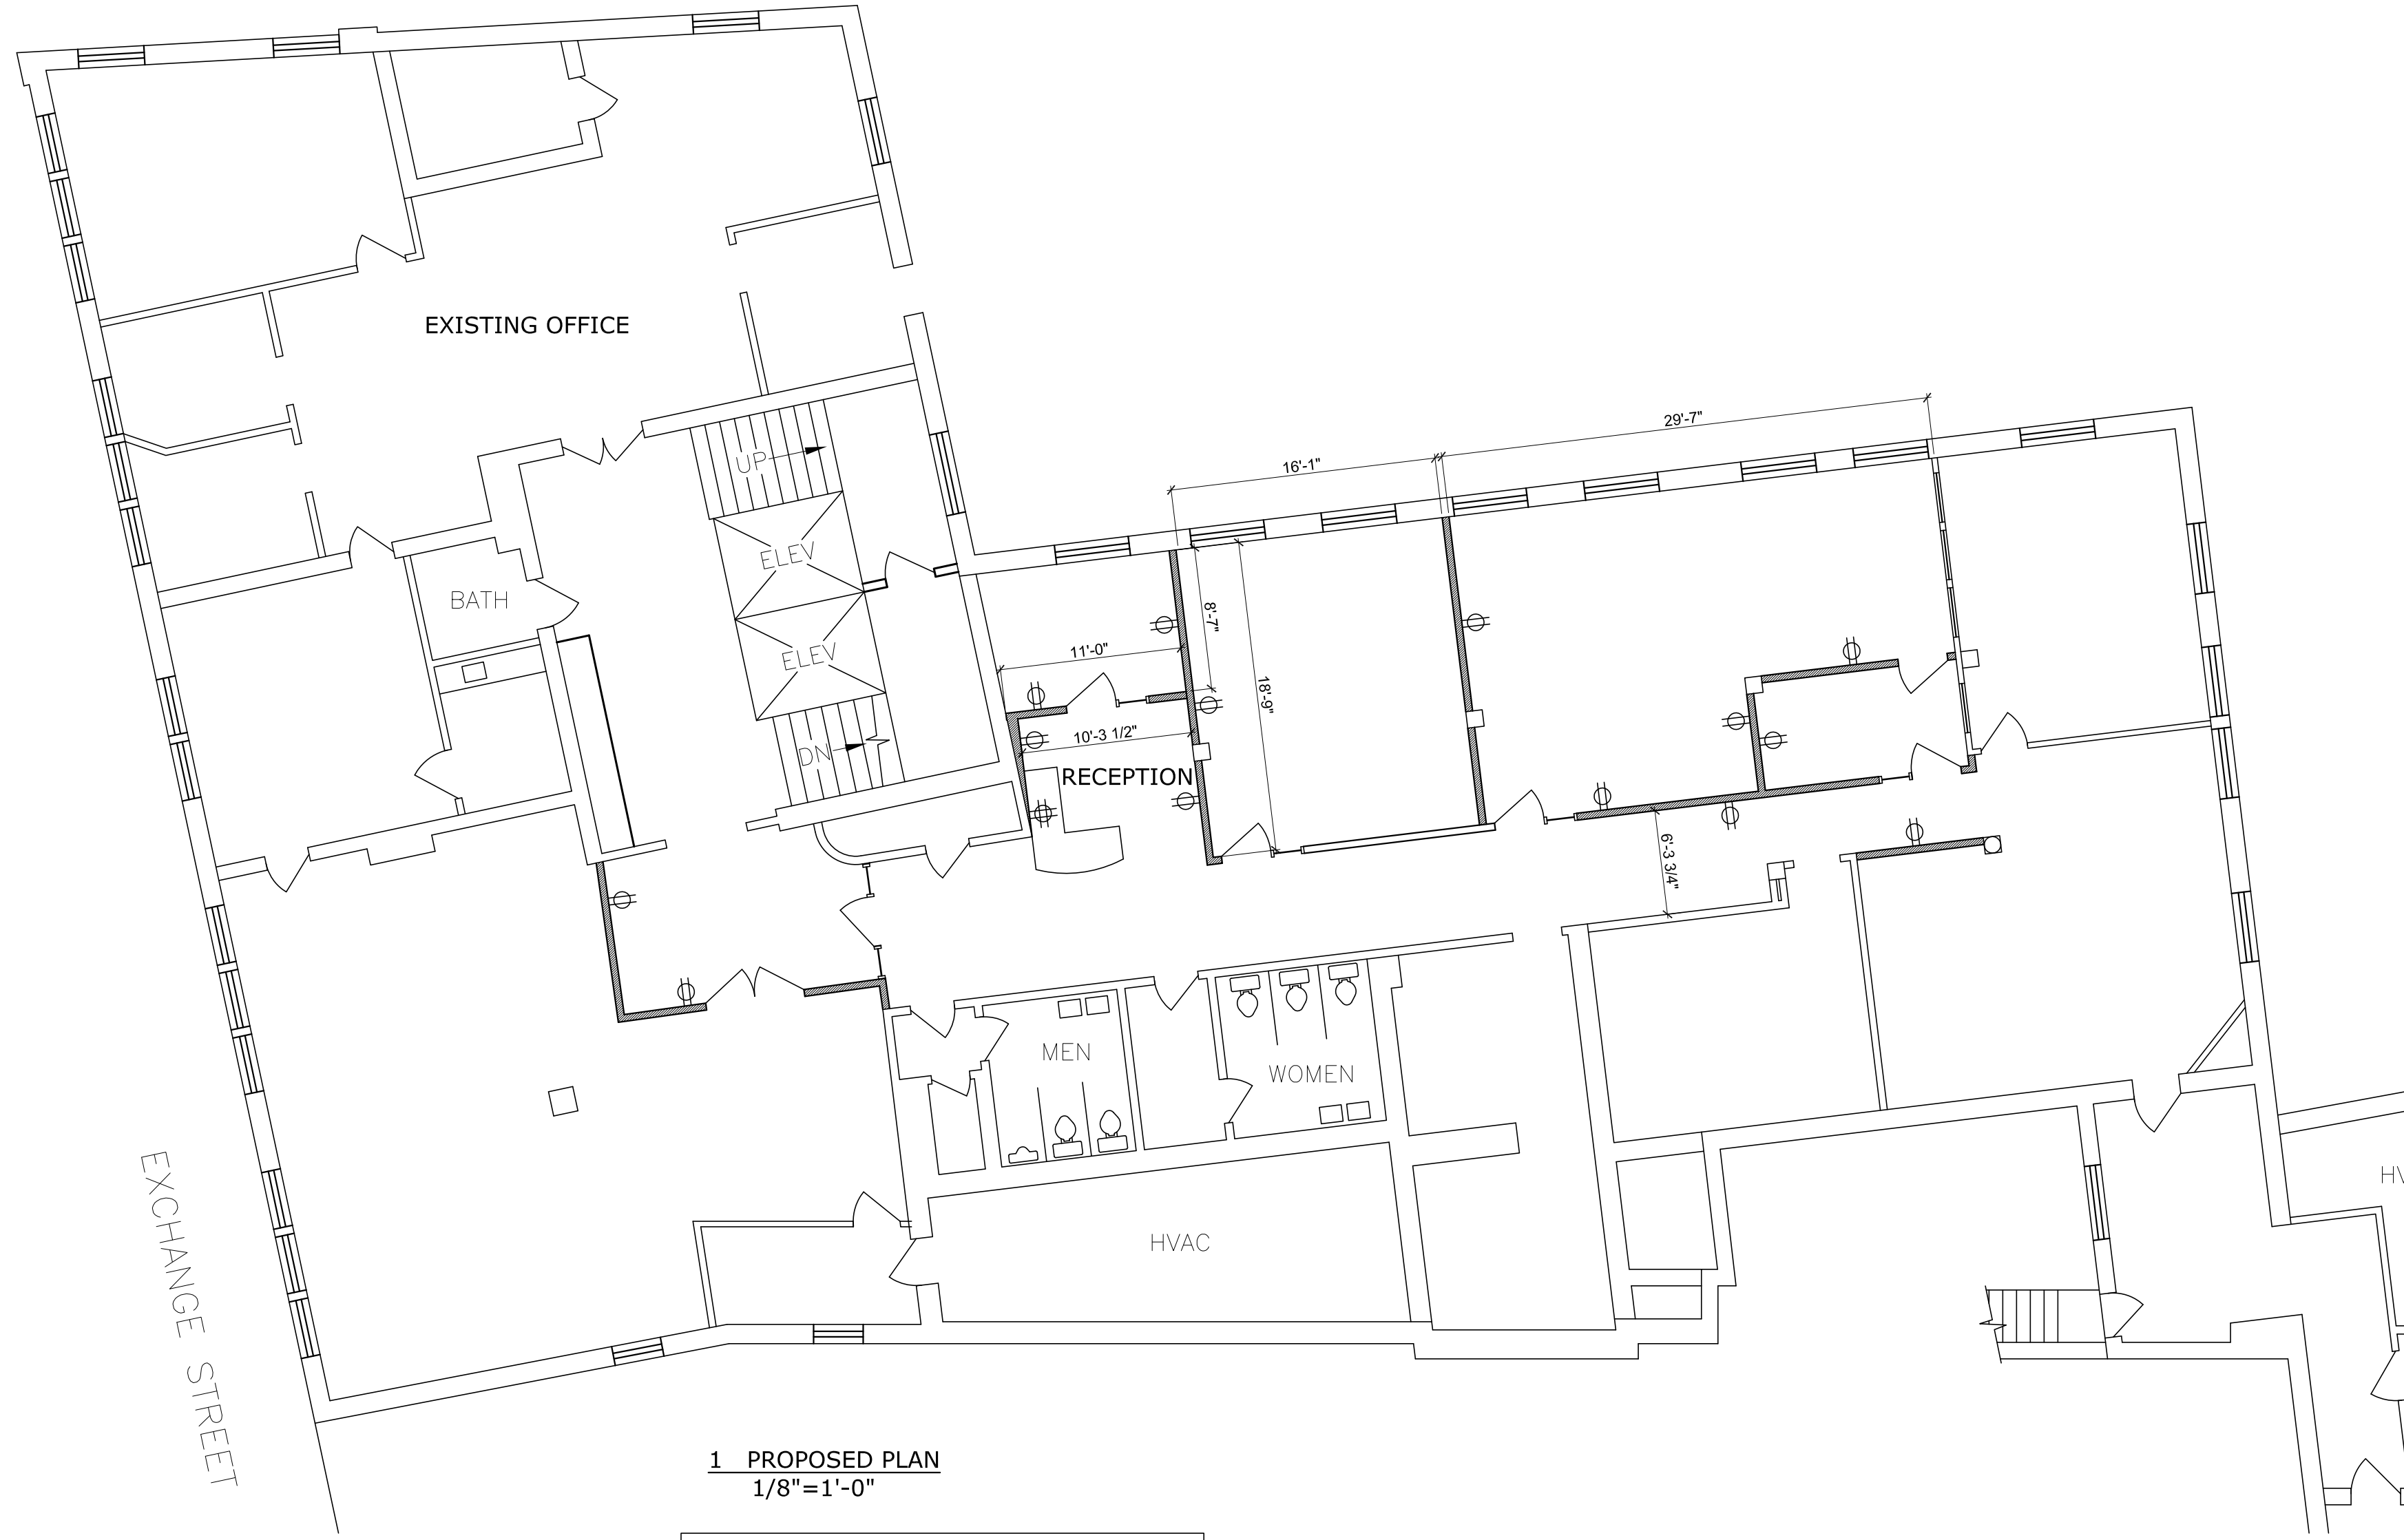 EXISTING OFFICE
29'-7"
UP
16'-1"
ELEV
BATH
8'-7"
ELEV
11'-0"
18'-9"
10'-3 1/2"
DN
RECEPTION
6'-3 3/4"
MEN
WOMEN
HVAC
EXCHANGE STREET
1 PROPOSED PLAN
1/8"=1'-0"